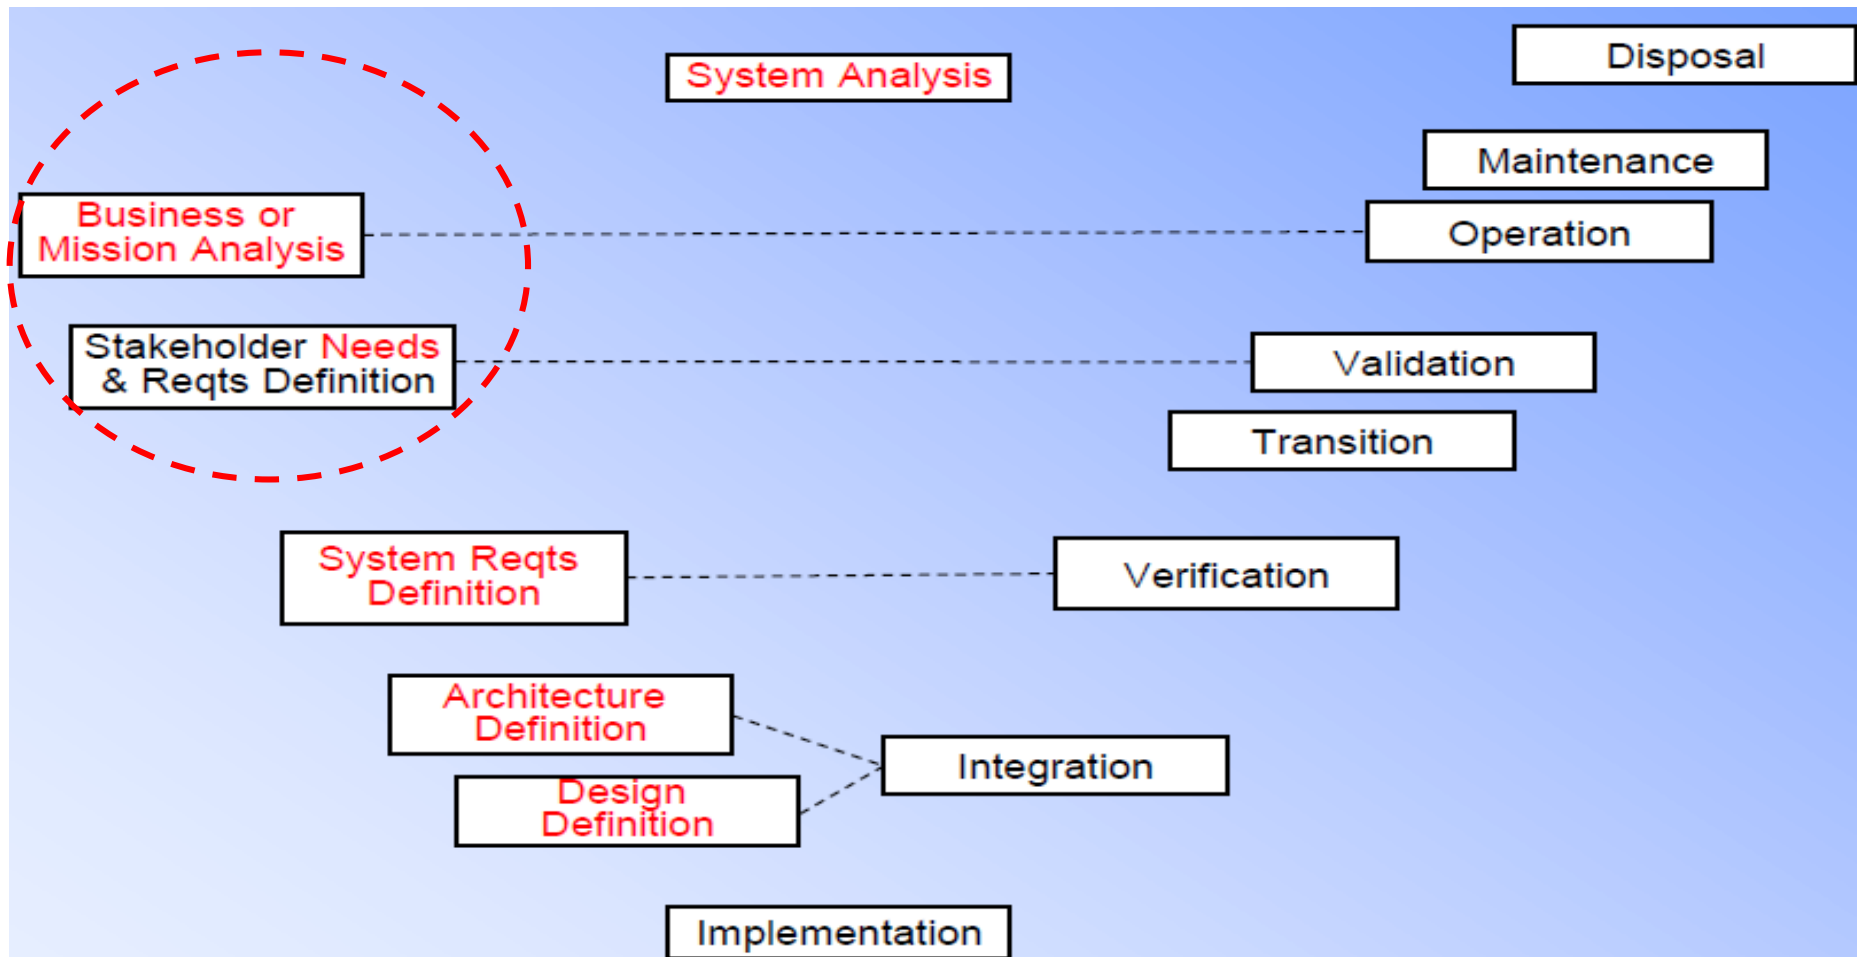 System Analysis
Disposal
Maintenance
Business or
Mission Analysis
Operation
Stakeholder Needs
& Reqts Definition
Validation
Transition
System Reqts
Definition
Verification
Architecture
Definition
Integration
Design
Definition
Implementation